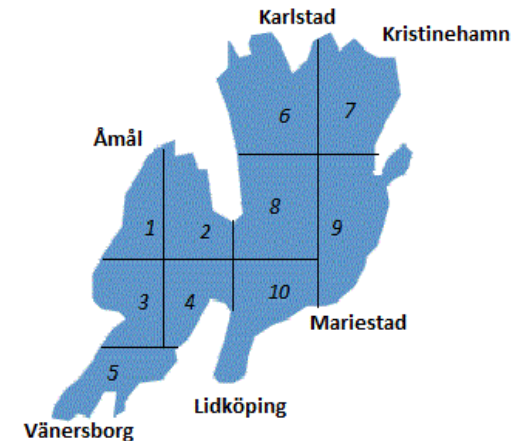 Karlstad
Kristinehamn
6
7
Åmål
1
2
8
9
3
4
10
Mariestad
5
Lidköping
Vänersborg